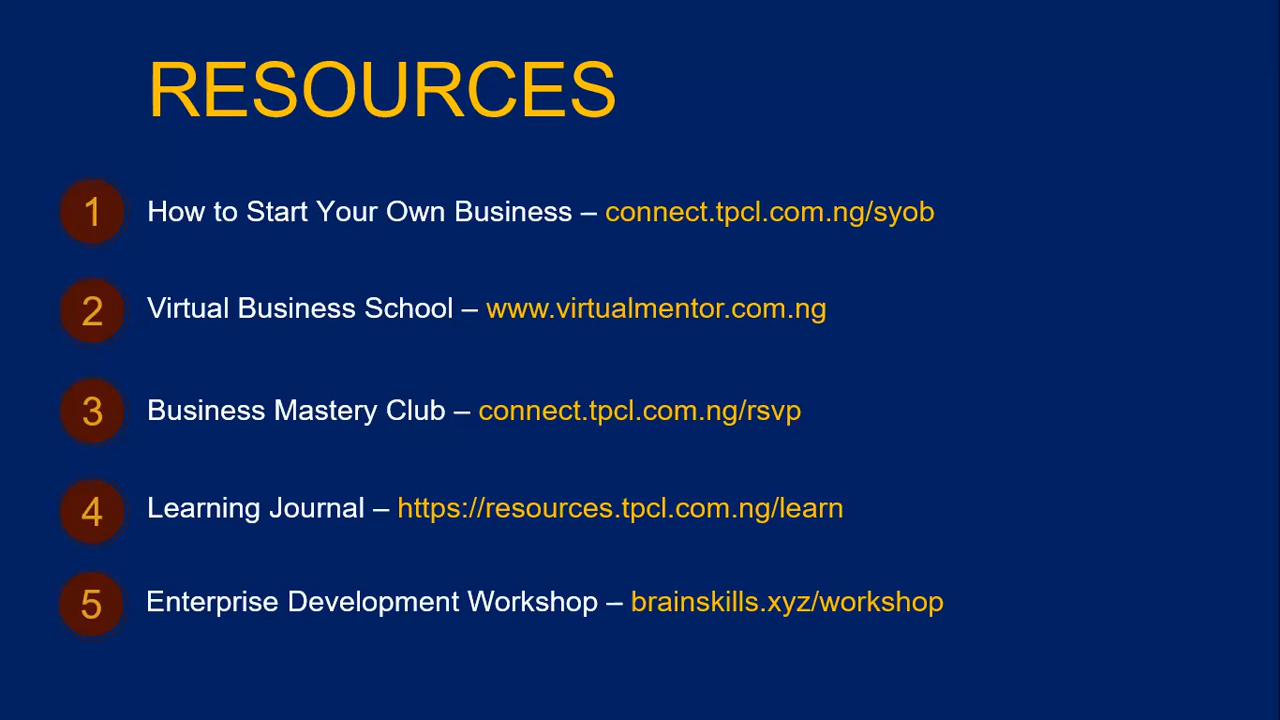 RESOURCES
1 How to Start Your Own Business – connect.tpcl.com.ng/syob
2 Virtual Business School – www.virtualmentor.com.ng
3 Business Mastery Club – connect.tpcl.com.ng/rsvp
4 Learning Journal – https://resources.tpcl.com.ng/learn
5 Enterprise Development Workshop – brainskills.xyz/workshop